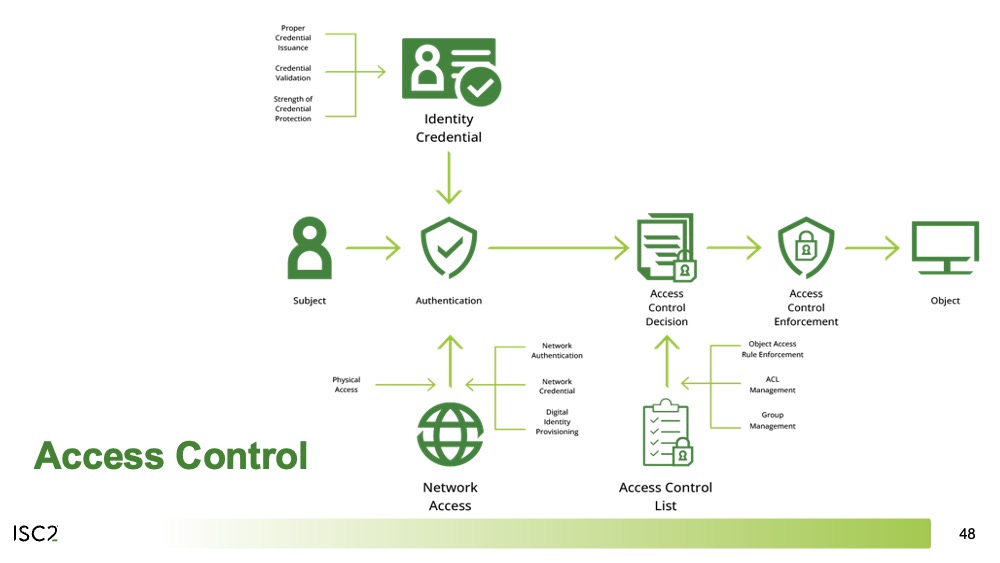 Proper
Credential
Issuance
Credential
Validation
Strength of
Credential
Protection
Identity
Credential
Subject
Authentication
Access
Control
Decision
Access
Control
Enforcement
Object
Physical
Access
Network
Authentication
Network
Credential
Digital
Identity
Provisioning
Object Access
Rule Enforcement
ACL
Management
Group
Management
Access Control
Network
Access
Access Control
List
ISC2
48